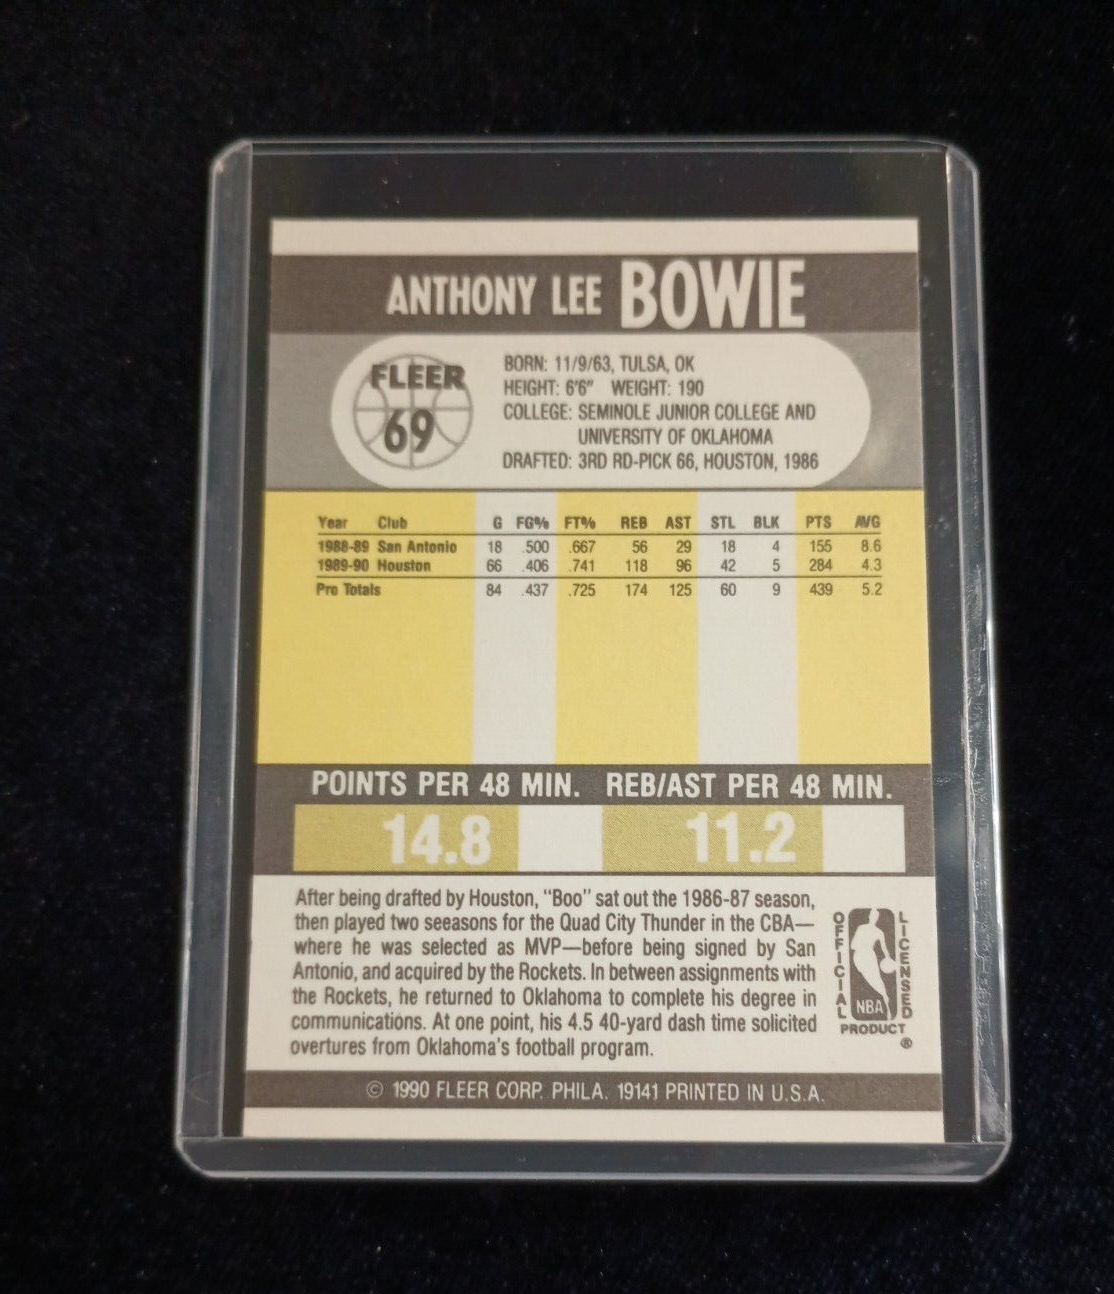 ANTHONY LEE BOWIE
FLEER
69
BORN: 11/9/63, TULSA, OK
HEIGHT: 6'6" WEIGHT: 190
COLLEGE: SEMINOLE JUNIOR COLLEGE AND
UNIVERSITY OF OKLAHOMA
DRAFTED: 3RD RD-PICK 66, HOUSTON, 1986
Year Club G FG% FT% REB AST STL BLK PTS AVG
1988-89 San Antonio 18 .500 .667 56 29 18 4 155 8.6
1989-90 Houston 66 .406 .741 118 96 42 5 284 4.3
Pro Totals 84 .437 .725 174 125 60 9 439 5.2
POINTS PER 48 MIN. REB/AST PER 48 MIN.
14.8 11.2
After being drafted by Houston, "Boo" sat out the 1986-87 season,
then played two seeasons for the Quad City Thunder in the CBA—
where he was selected as MVP—before being signed by San
Antonio, and acquired by the Rockets. In between assignments with
the Rockets, he returned to Oklahoma to complete his degree in
communications. At one point, his 4.5 40-yard dash time solicited
overtures from Oklahoma's football program.
OFFICIAL
LICENSED
NBA
PRODUCT
®
© 1990 FLEER CORP. PHILA. 19141 PRINTED IN U.S.A.